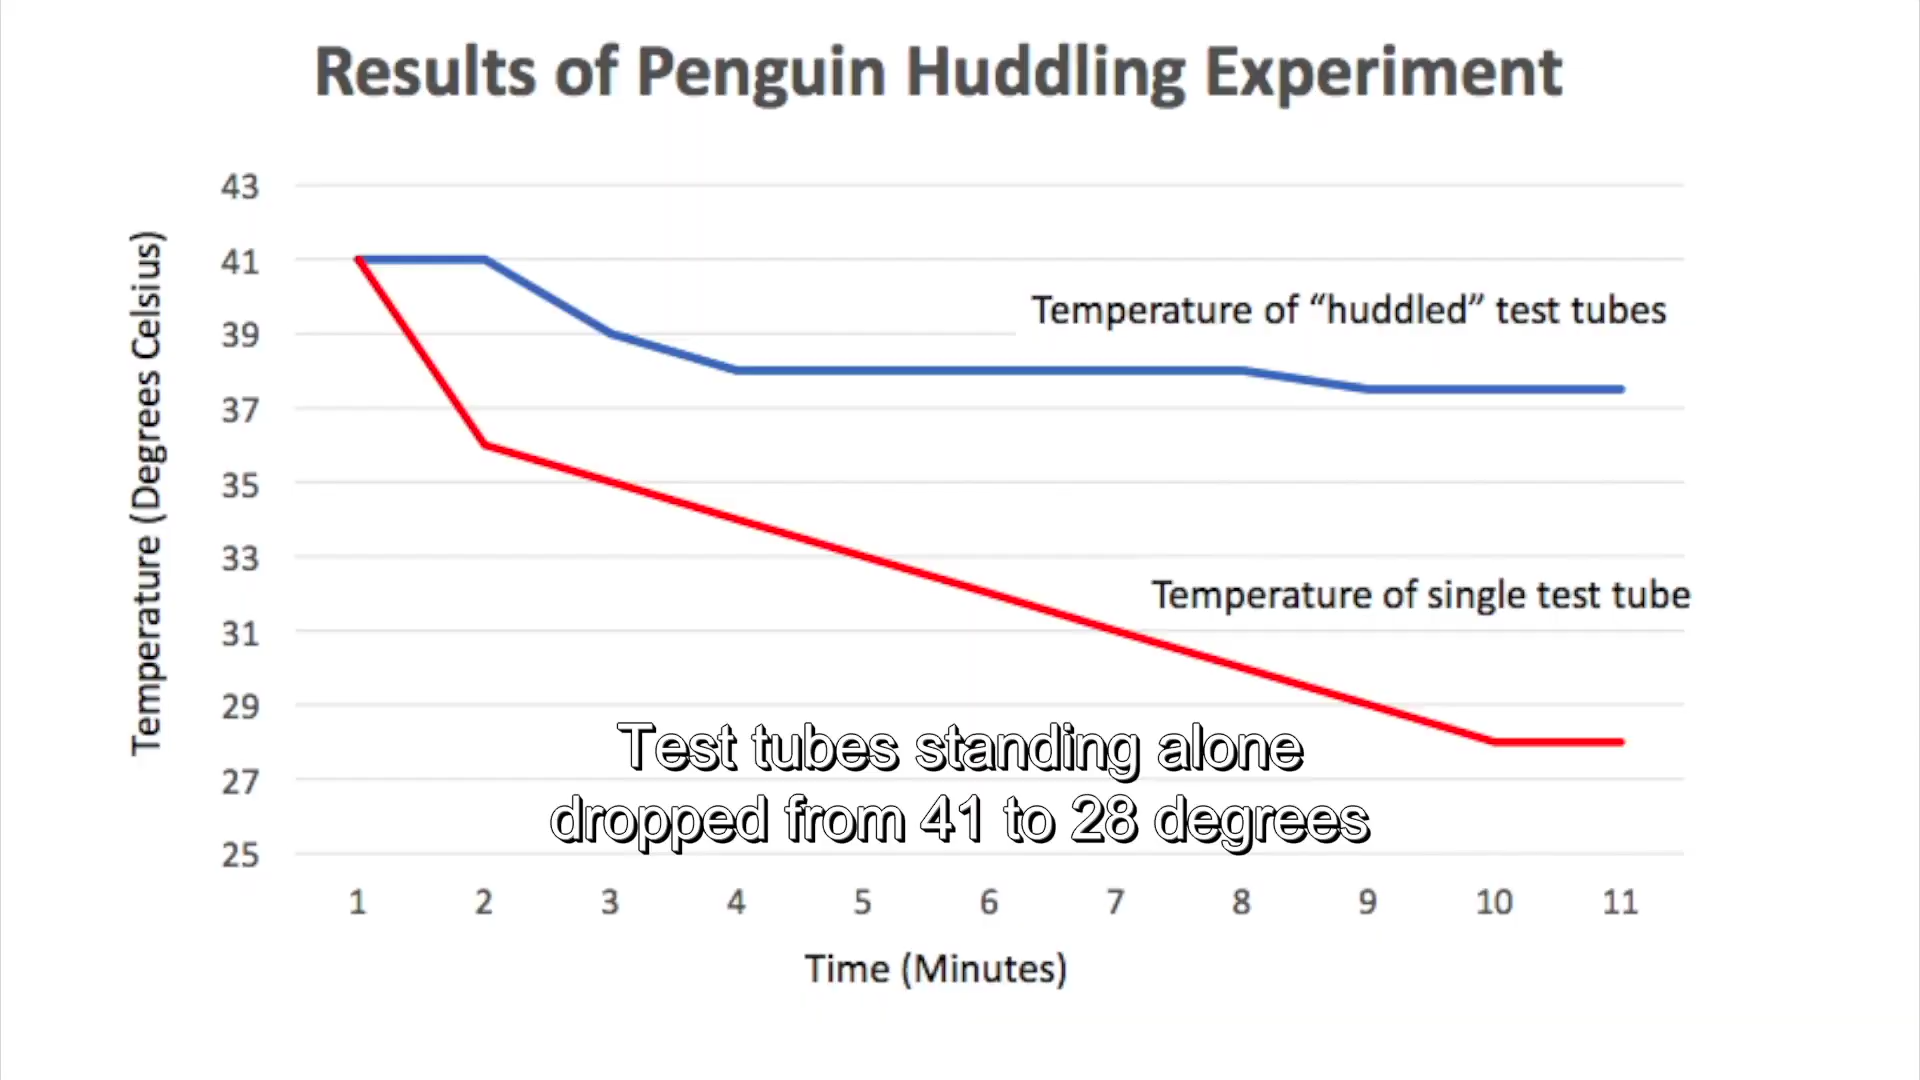 Results of Penguin Huddling Experiment
Temperature (Degrees Celsius)
43
41
39
37
35
33
31
29
27
25
Temperature of “huddled” test tubes
Temperature of single test tube
Test tubes standing alone
dropped from 41 to 28 degrees
1 2 3 4 5 6 7 8 9 10 11
Time (Minutes)